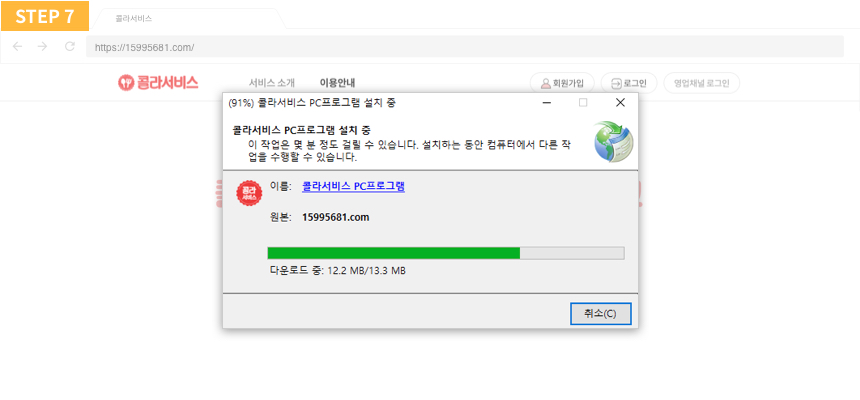 STEP 7
콜라서비스
https://15995681.com/
콜라서비스
서비스 소개
이용안내
회원가입
로그인
영업채널 로그인
(91%) 콜라서비스 PC프로그램 설치 중
콜라서비스 PC프로그램 설치 중
이 작업은 몇 분 정도 걸릴 수 있습니다. 설치하는 동안 컴퓨터에서 다른 작
업을 수행할 수 있습니다.
콜라
서비스
이름: 콜라서비스 PC프로그램
원본: 15995681.com
다운로드 중: 12.2 MB/13.3 MB
취소(C)